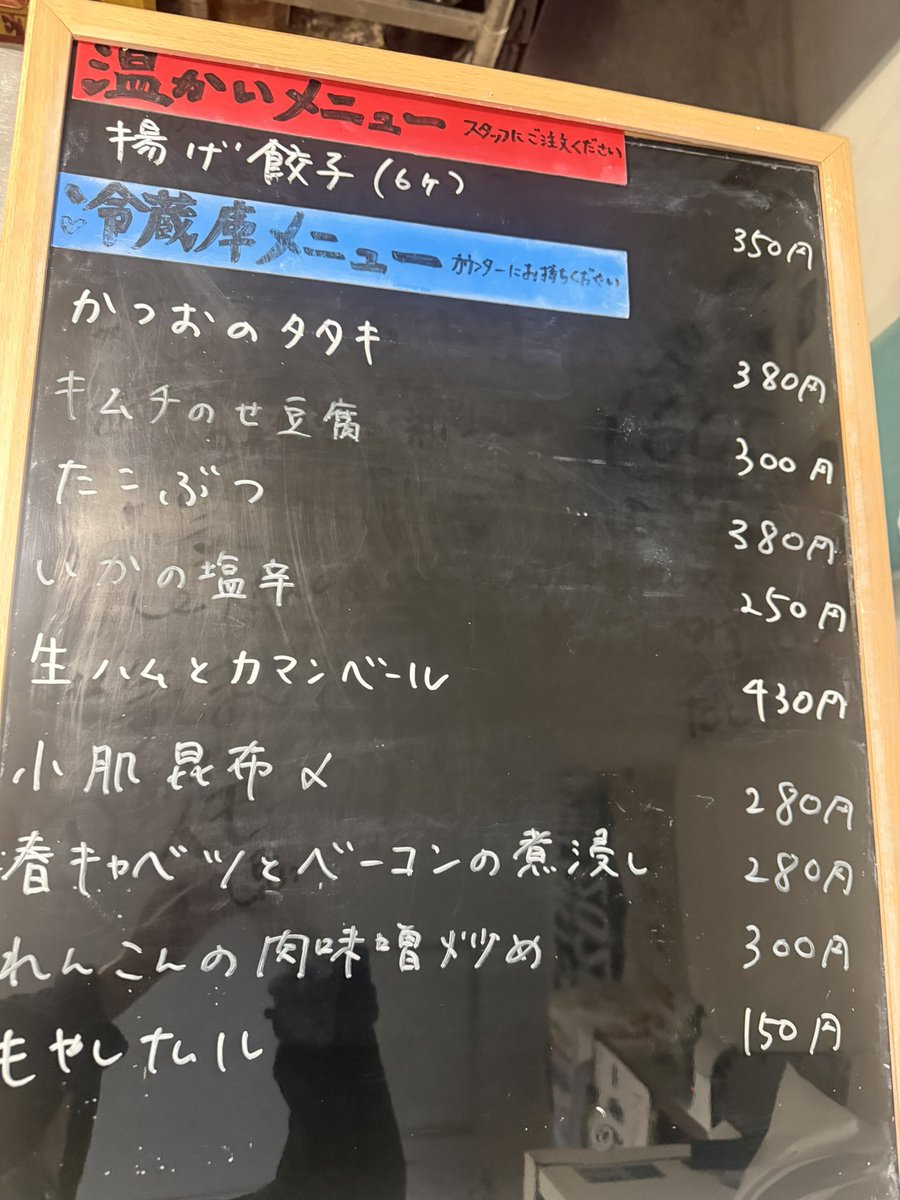 温かいメニュー スタッフにご注文ください
揚げ餃子(6ケ) 350円
冷蔵庫メニュー カウンターにお持ちください
かつおのタタキ 380円
キムチのせ豆腐 300円
たこぶつ 380円
いかの塩辛 250円
生ハムとカマンベール 430円
小肌昆布〆 280円
春キャベツとベーコンの煮浸し 280円
れんこんの肉味噌炒め 300円
もやしナムル 150円